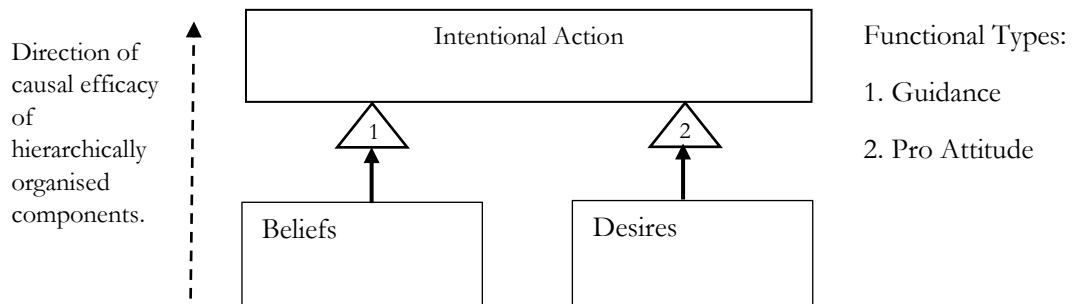 Direction of
causal efficacy
of
hierarchically
organised
components.
Intentional Action
1
2
Beliefs
Desires
Functional Types:
1. Guidance
2. Pro Attitude